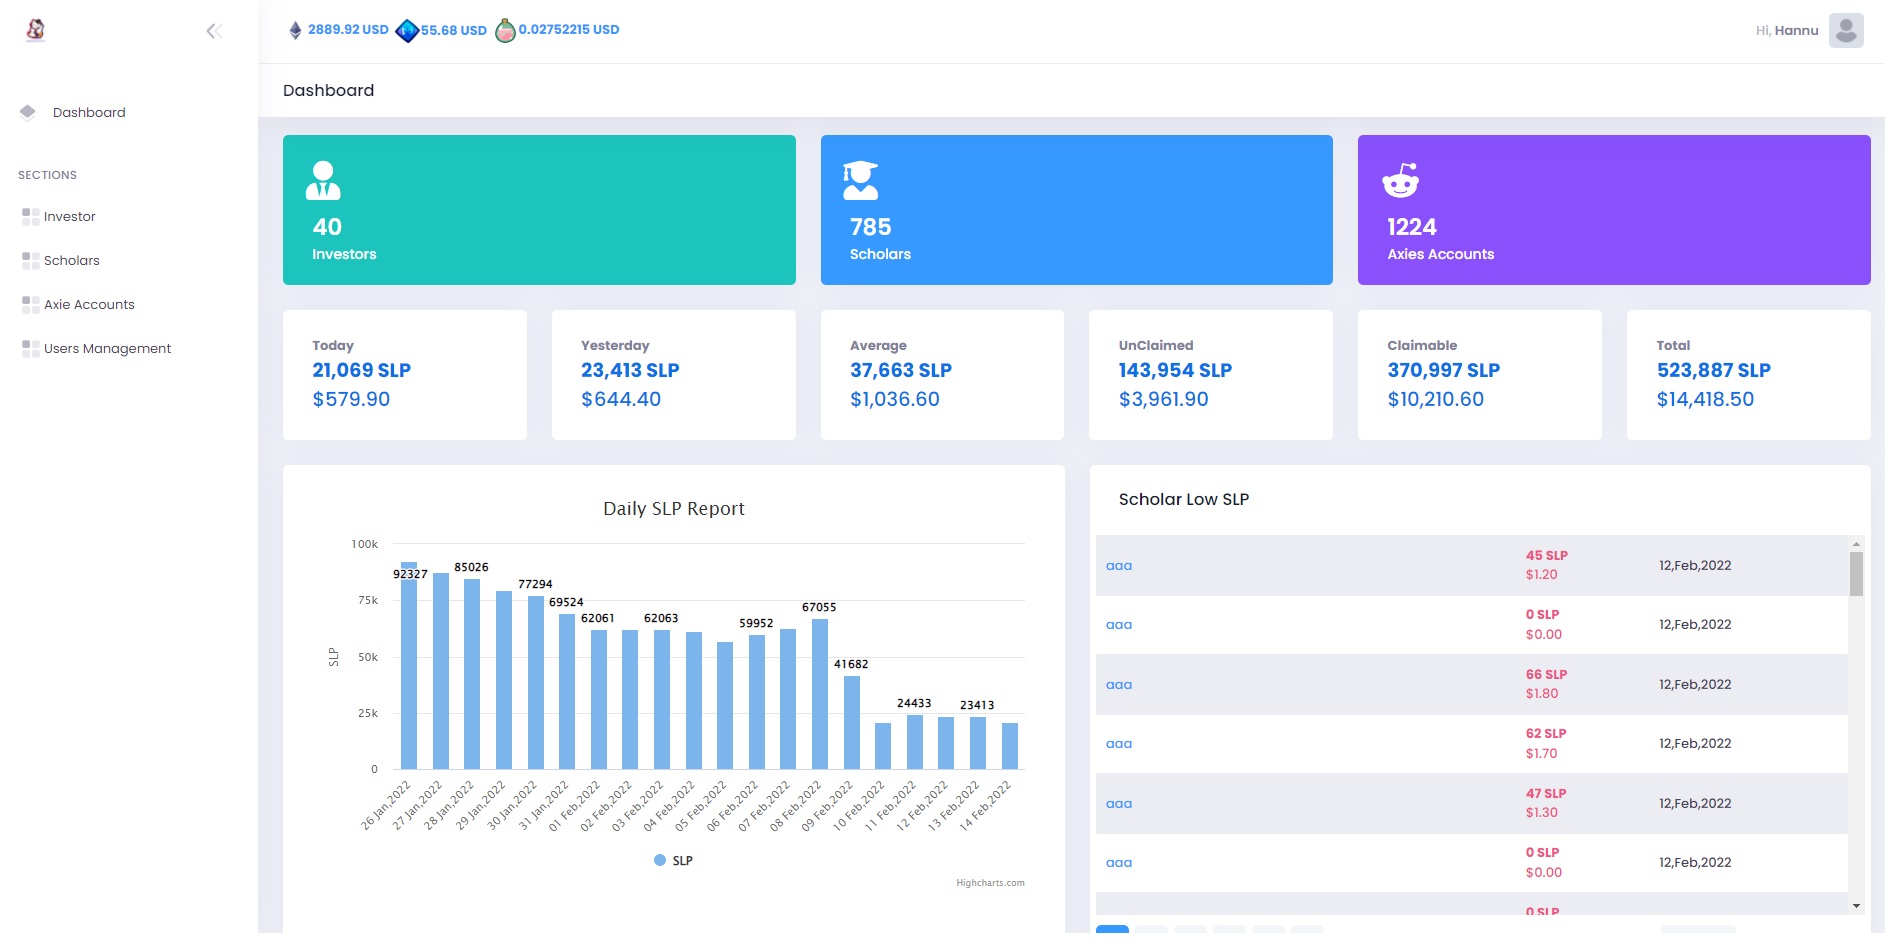 2889.92 USD 55.68 USD 0.02752215 USD
Hi, Hannu
Dashboard
SECTIONS
Investor
Scholars
Axie Accounts
Users Management
Dashboard
40
Investors
785
Scholars
1224
Axies Accounts
Today
21,069 SLP
$579.90
Yesterday
23,413 SLP
$644.40
Average
37,663 SLP
$1,036.60
UnClaimed
143,954 SLP
$3,961.90
Claimable
370,997 SLP
$10,210.60
Total
523,887 SLP
$14,418.50
Daily SLP Report
SLP
100k
75k
50k
25k
0
92327
85026
77294
69524
62061
62063
59952
67055
41682
24433
23413
26 Jan,2022
27 Jan,2022
28 Jan,2022
29 Jan,2022
30 Jan,2022
31 Jan,2022
01 Feb,2022
02 Feb,2022
03 Feb,2022
04 Feb,2022
05 Feb,2022
06 Feb,2022
07 Feb,2022
08 Feb,2022
09 Feb,2022
10 Feb,2022
11 Feb,2022
12 Feb,2022
13 Feb,2022
14 Feb,2022
SLP
Highcharts.com
Scholar Low SLP
aaa 45 SLP 12,Feb,2022
$1.20
aaa 0 SLP 12,Feb,2022
$0.00
aaa 66 SLP 12,Feb,2022
$1.80
aaa 62 SLP 12,Feb,2022
$1.70
aaa 47 SLP 12,Feb,2022
$1.30
aaa 0 SLP 12,Feb,2022
$0.00
0 SLP